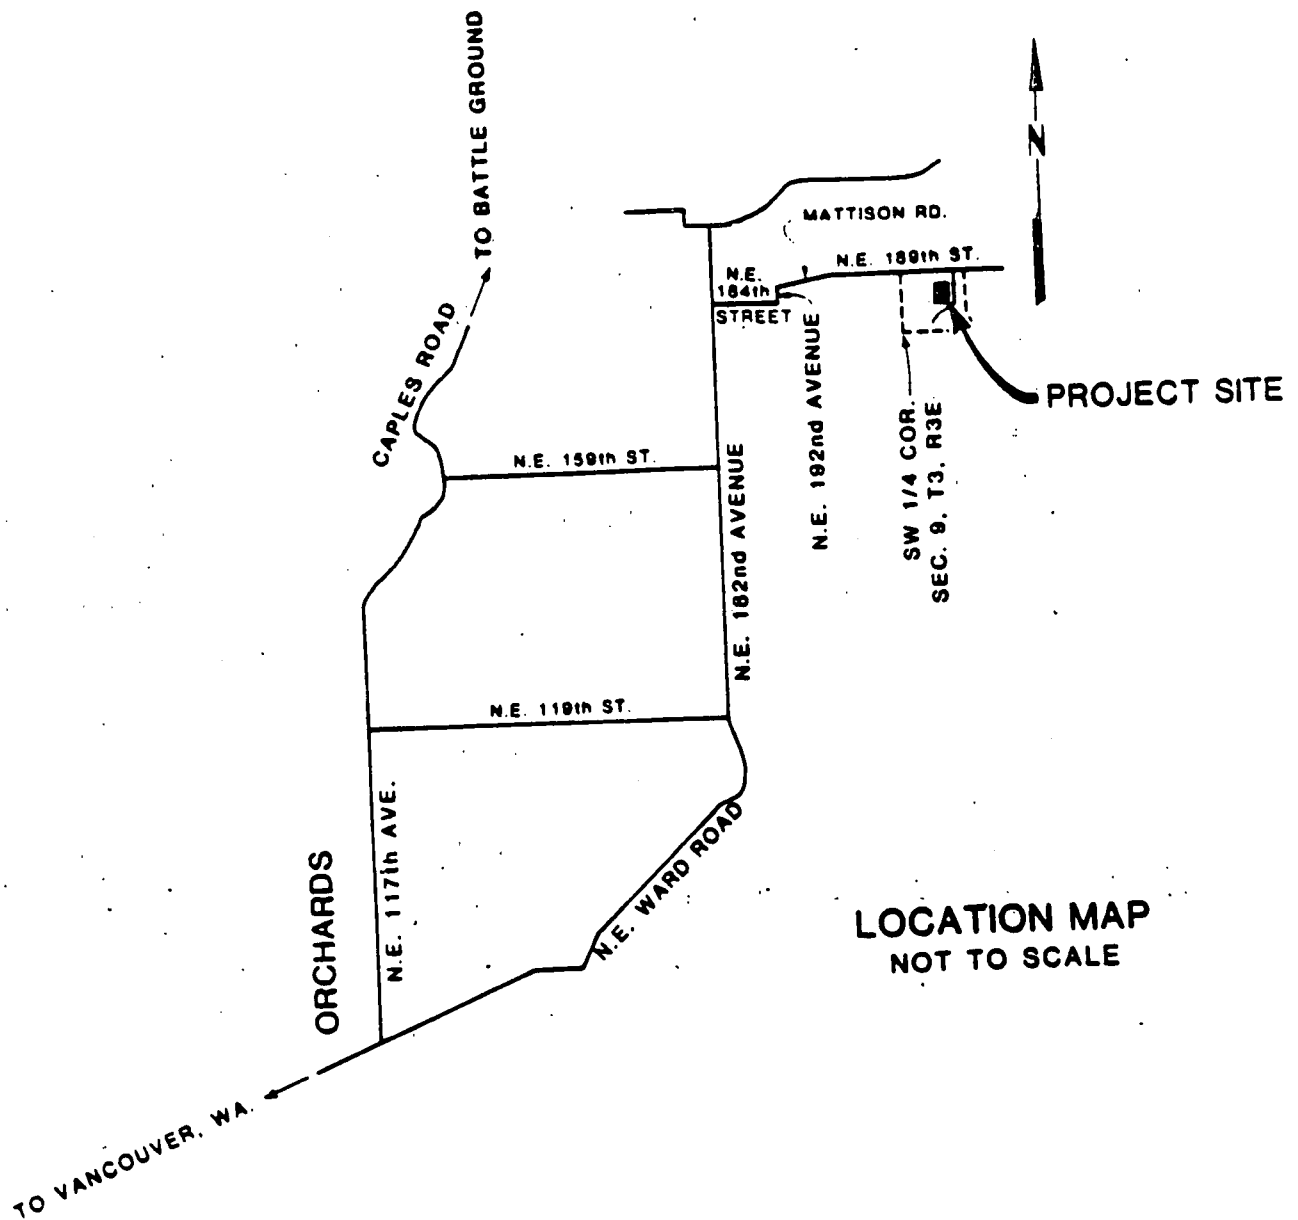 TO BATTLE GROUND
N
MATTISON RD.
N.E. 189th ST.
N.E.
184th
STREET
N.E. 192nd AVENUE
CAPLES ROAD
PROJECT SITE
SW 1/4 COR.
SEC. 9, T3, R3E
N.E. 159th ST.
N.E. 182nd AVENUE
N.E. 119th ST.
N.E. 117th AVE.
ORCHARDS
N.E. WARD ROAD
LOCATION MAP
NOT TO SCALE
TO VANCOUVER, WA.